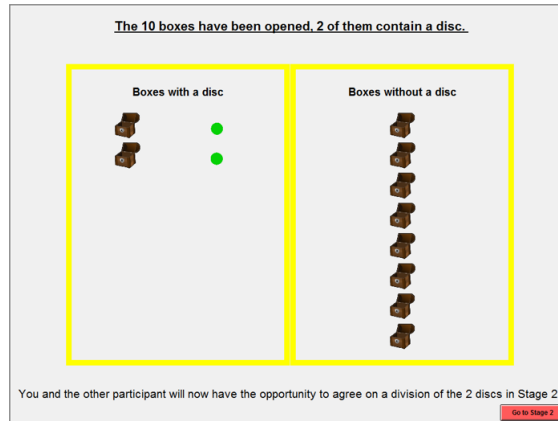 The 10 boxes have been opened, 2 of them contain a disc.
Boxes with a disc
Boxes without a disc
You and the other participant will now have the opportunity to agree on a division of the 2 discs in Stage 2
Go to Stage 2